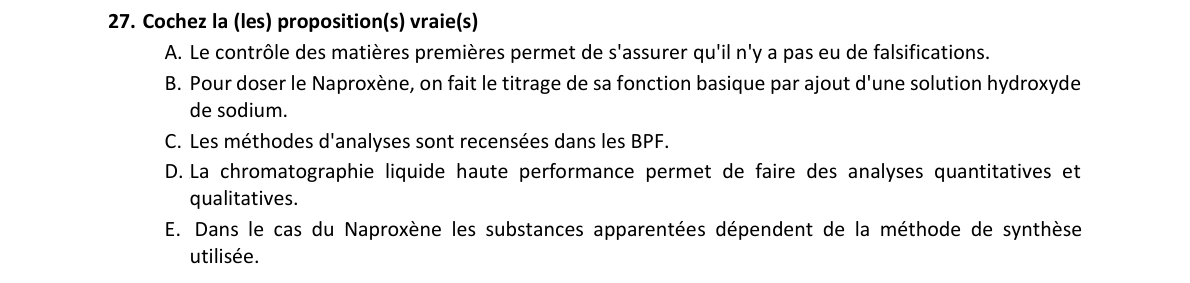 27. Cochez la (les) proposition(s) vraie(s)
A. Le contrôle des matières premières permet de s'assurer qu'il n'y a pas eu de falsifications.
B. Pour doser le Naproxène, on fait le titrage de sa fonction basique par ajout d'une solution hydroxyde
de sodium.
C. Les méthodes d'analyses sont recensées dans les BPF.
D. La chromatographie liquide haute performance permet de faire des analyses quantitatives et
qualitatives.
E. Dans le cas du Naproxène les substances apparentées dépendent de la méthode de synthèse
utilisée.